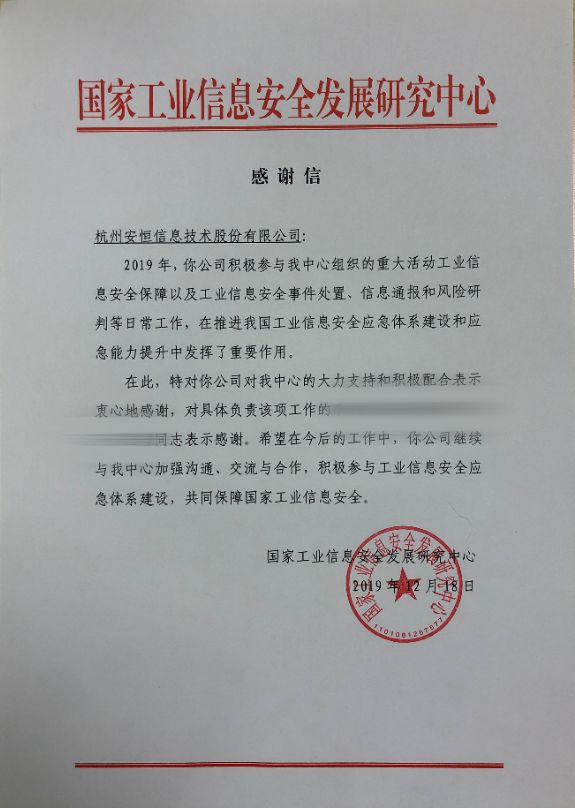 国家工业信息安全发展研究中心
感谢信
杭州安恒信息技术股份有限公司:
2019年,你公司积极参与我中心组织的重大活动工业信
息安全保障以及工业信息安全事件处置、信息通报和风险研
判等日常工作，在推进我国工业信息安全应急体系建设和应
急能力提升中发挥了重要作用。
在此，特对你公司对我中心的大力支持和积极配合表示
衷心地感谢，对具体负责该项工作的
同志表示感谢。希望在今后的工作中，你公司继续
与我中心加强沟通、交流与合作，积极参与工业信息安全应
急体系建设，共同保障国家工业信息安全。
国家工业信息安全发展研究中心
2019年12月18日
国家工业信息安全发展研究中心